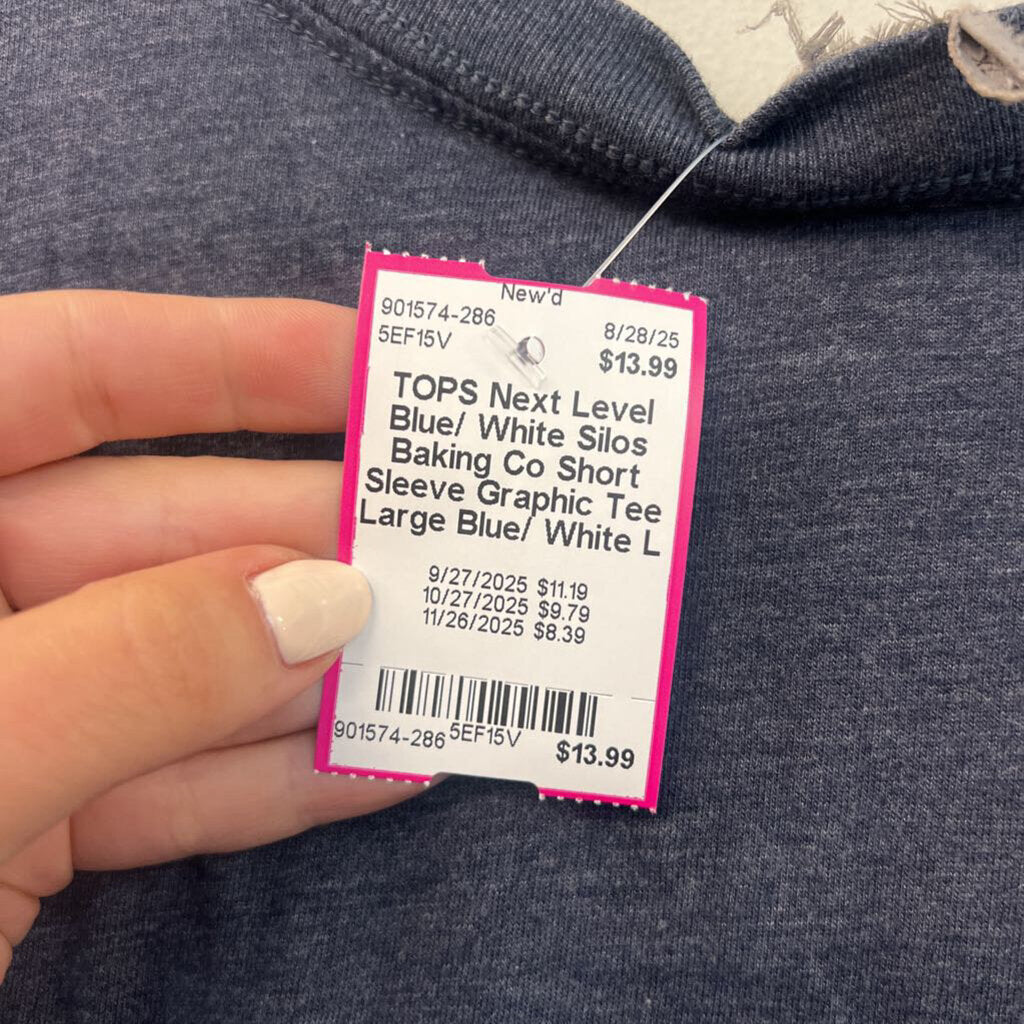 New'd
901574-286
8/28/25
5EF15V
$13.99
TOPS Next Level
Blue/ White Silos
Baking Co Short
Sleeve Graphic Tee
Large Blue/ White L
9/27/2025 $11.19
10/27/2025 $9.79
11/26/2025 $8.39
901574-286 5EF15V $13.99